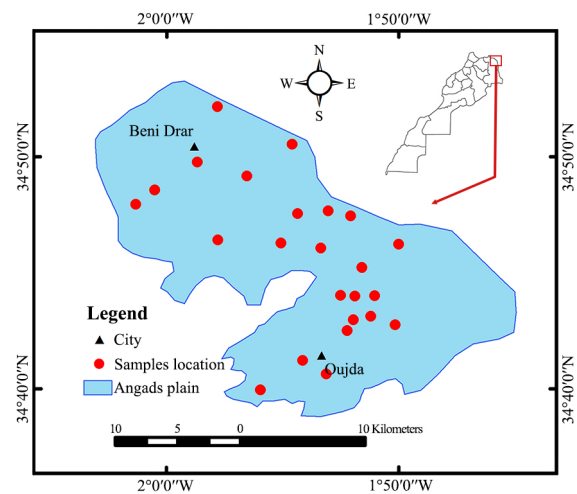 2°0'0"W 1°50'0"W
N
W E
S
Beni Drar
34°50'0"N 34°50'0"N
Legend
City
Samples location
Angads plain
Oujda
34°40'0"N 34°40'0"N
10 5 0 10 Kilometers
2°0'0"W 1°50'0"W